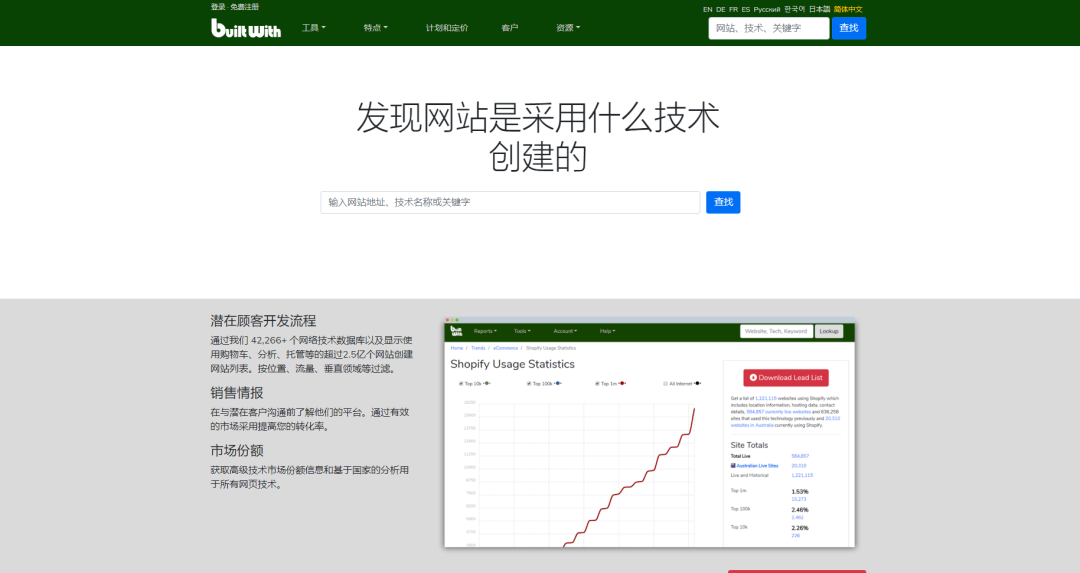 登录 · 免费注册
EN DE FR ES Русский 한국어 日本語 简体中文
builtwith
工具
特点
计划和定价
客户
资源
网站、技术、关键字
查找
发现网站是采用什么技术
创建的
输入网站地址、技术名称或关键字
查找
潜在顾客开发流程
通过我们 42,266+ 个网络技术数据库以及显示使
用购物车、分析、托管等的超过2.5亿个网站创建
网站列表。按位置、流量、垂直领域等过滤。
销售情报
在与潜在客户沟通前了解他们的平台。通过有效
的市场采用提高您的转化率。
市场份额
获取高级技术市场份额信息和基于国家的分析用
于所有网页技术。
built with
Reports
Tools
Account
Help
Website, Tech, Keyword
Lookup
Home / Trends / eCommerce / Shopify Usage Statistics
Shopify Usage Statistics
Top 10k
Top 100k
Top 1m
All Internet
Download Lead List
Get a list of 1,221,115 websites using Shopify which
includes location information, hosting data, contact
details, 584,857 currently live websites and 636,258
sites that used this technology previously and 20,310
websites in Australia currently using Shopify.
Site Totals
Total Live 584,857
Australian Live Sites 20,310
Live and Historical 1,221,115
Top 1m 1.53%
15,273
Top 100k 2.46%
2,462
Top 10k 2.26%
226